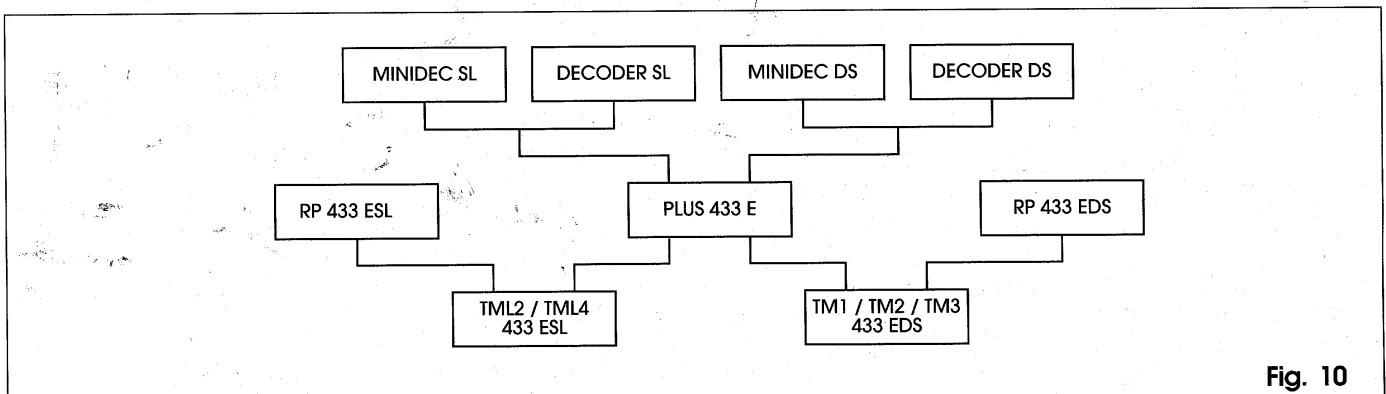 MINIDEC SL
DECODER SL
MINIDEC DS
DECODER DS
RP 433 ESL
PLUS 433 E
RP 433 EDS
TML2 / TML4
433 ESL
TM1 / TM2 / TM3
433 EDS
Fig. 10